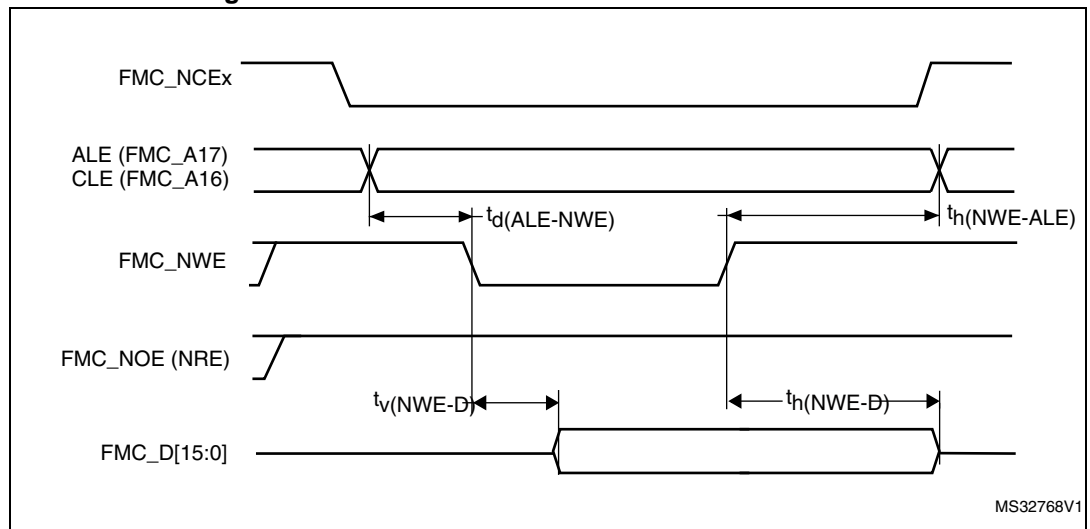 FMC_NCEx
ALE (FMC_A17)
CLE (FMC_A16)
td(ALE-NWE)
th(NWE-ALE)
FMC_NWE
FMC_NOE (NRE)
tv(NWE-D)
th(NWE-D)
FMC_D[15:0]
MS32768V1